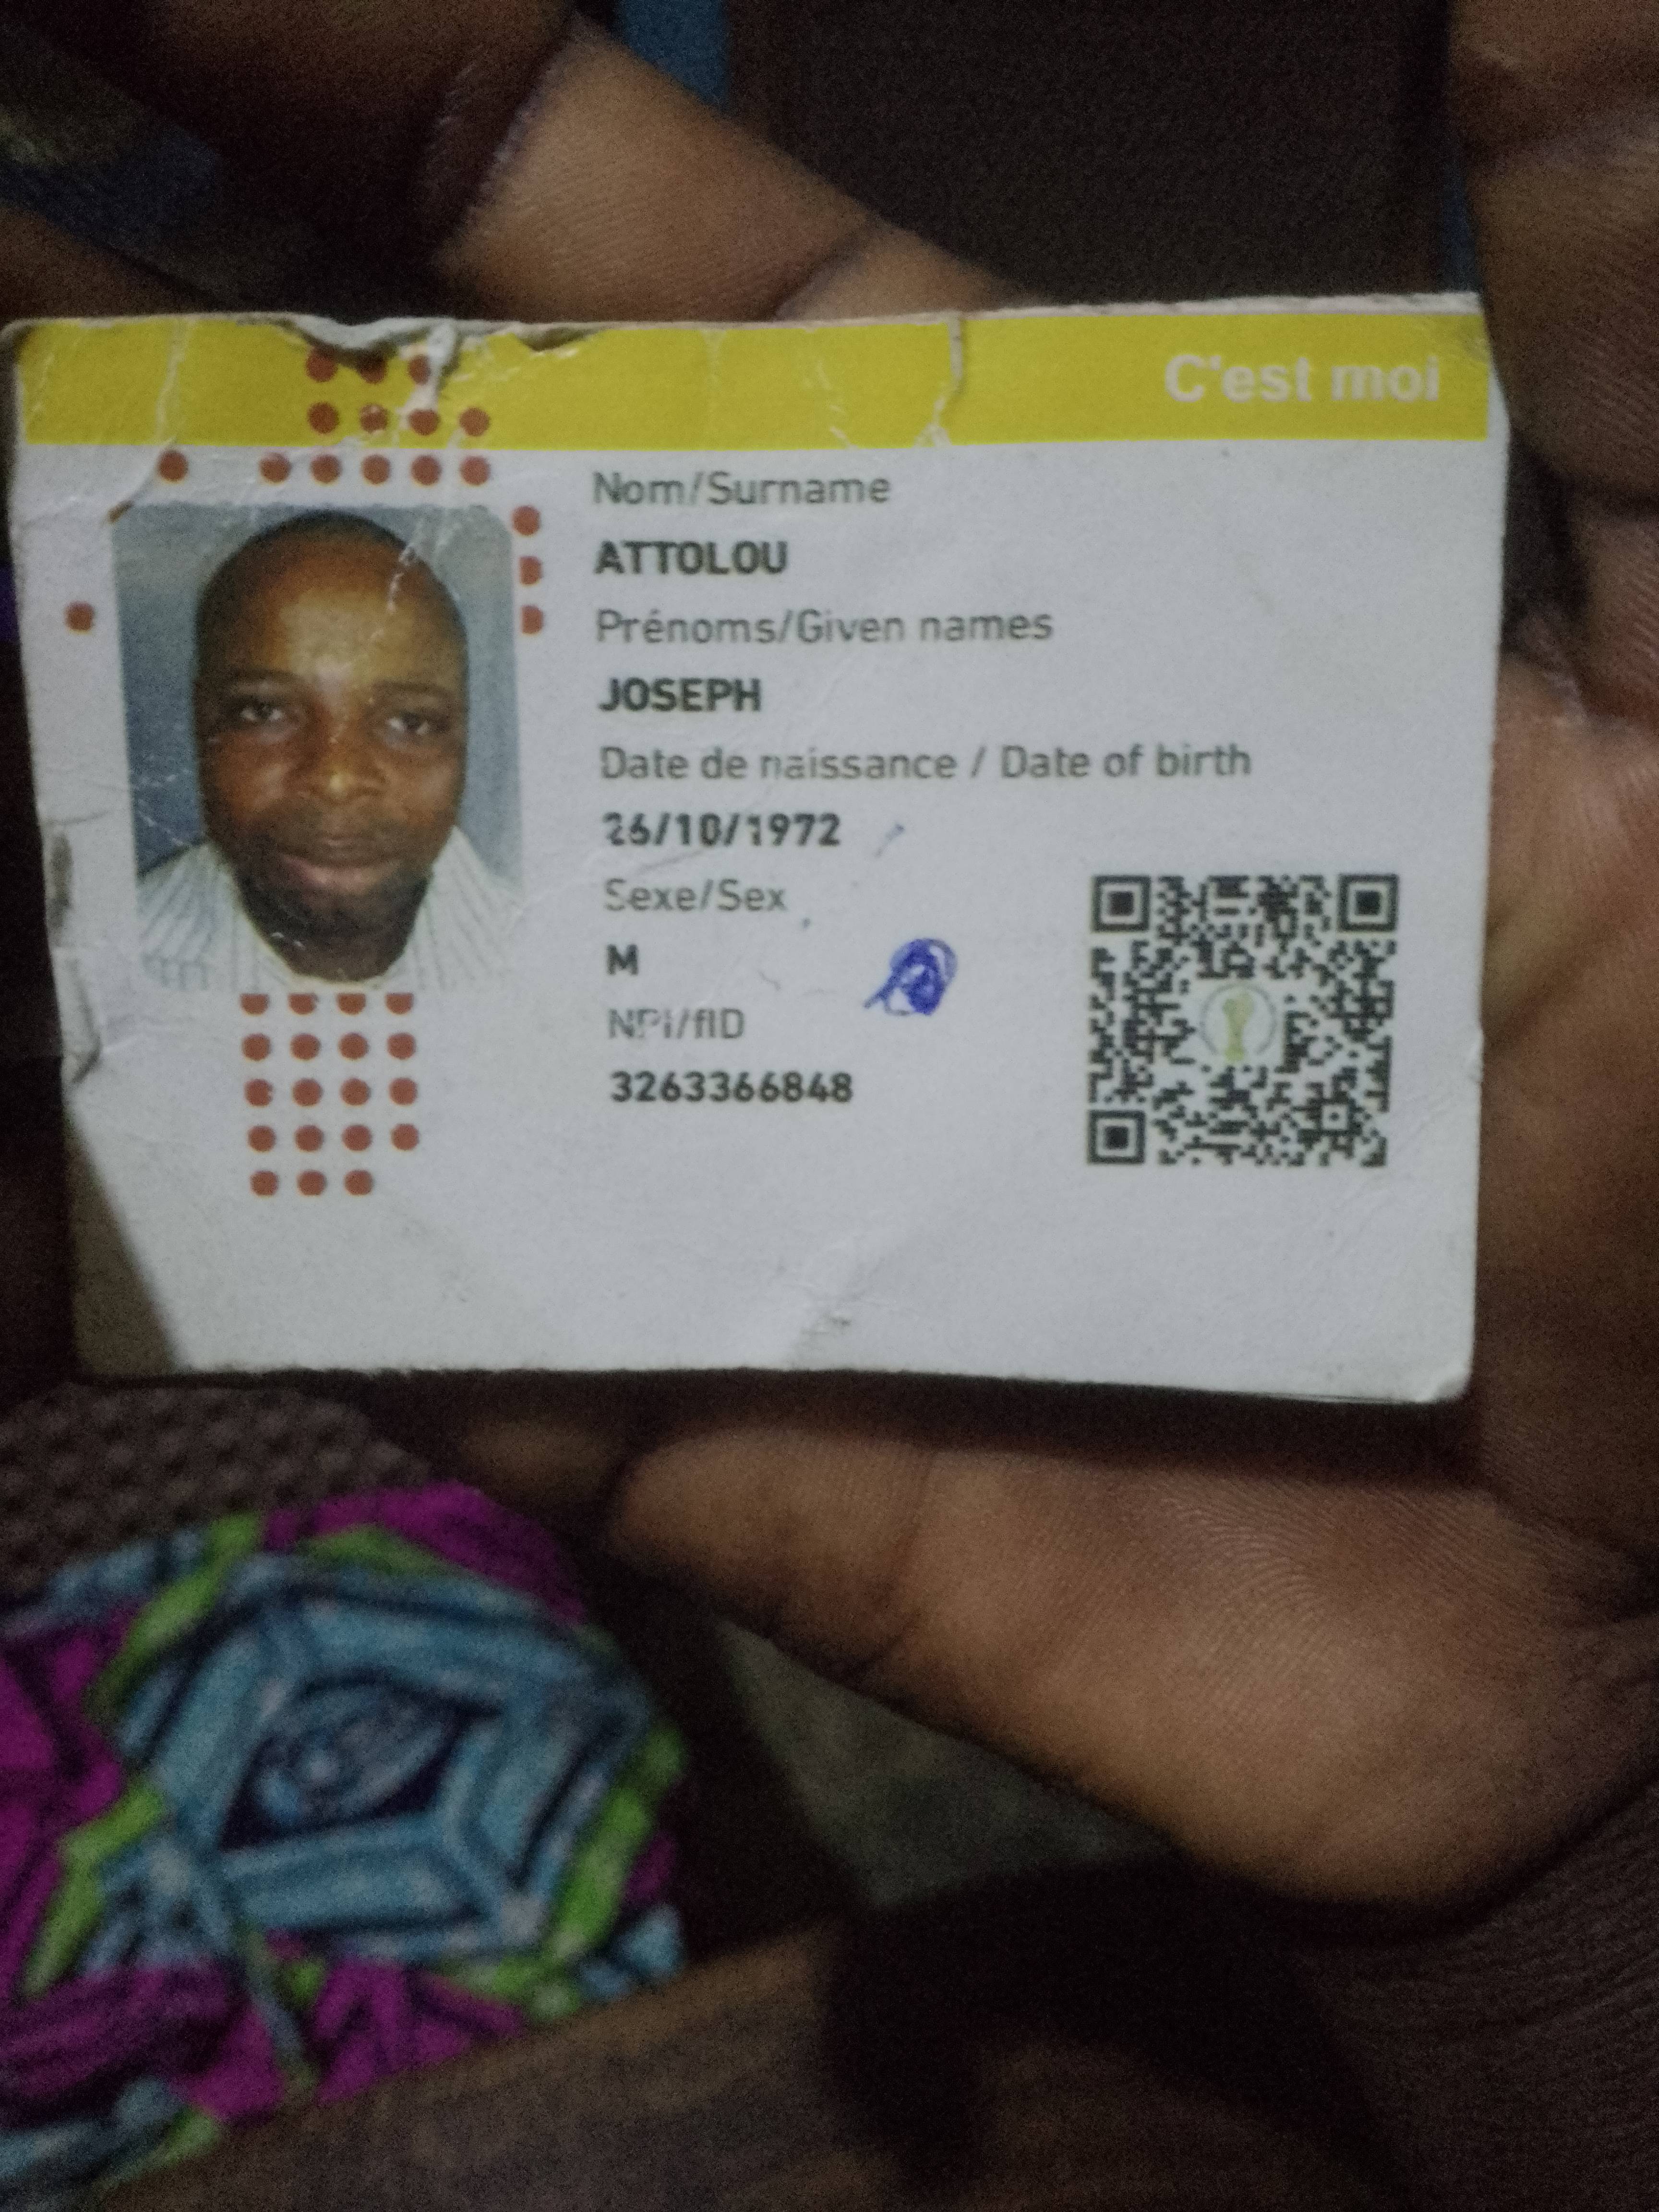 C'est moi
Nom/Surname
ATTOLOU
Prénoms/Given names
JOSEPH
Date de naissance / Date of birth
26/10/1972
Sexe/Sex
M
NPI/fID
3263366848